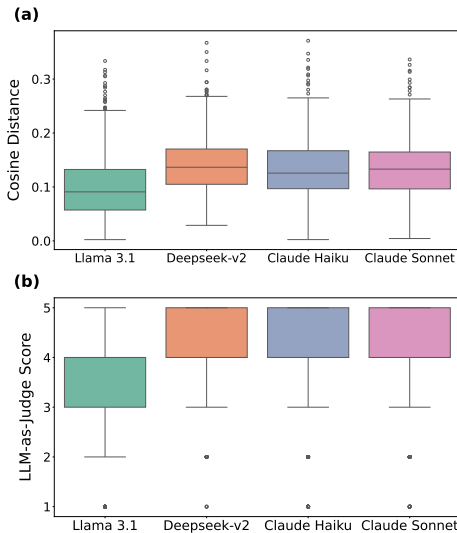 (a)
Cosine Distance
0.3
0.2
0.1
0.0
Llama 3.1 Deepseek-v2 Claude Haiku Claude Sonnet
(b)
LLM-as-Judge Score
5
4
3
2
1
Llama 3.1 Deepseek-v2 Claude Haiku Claude Sonnet